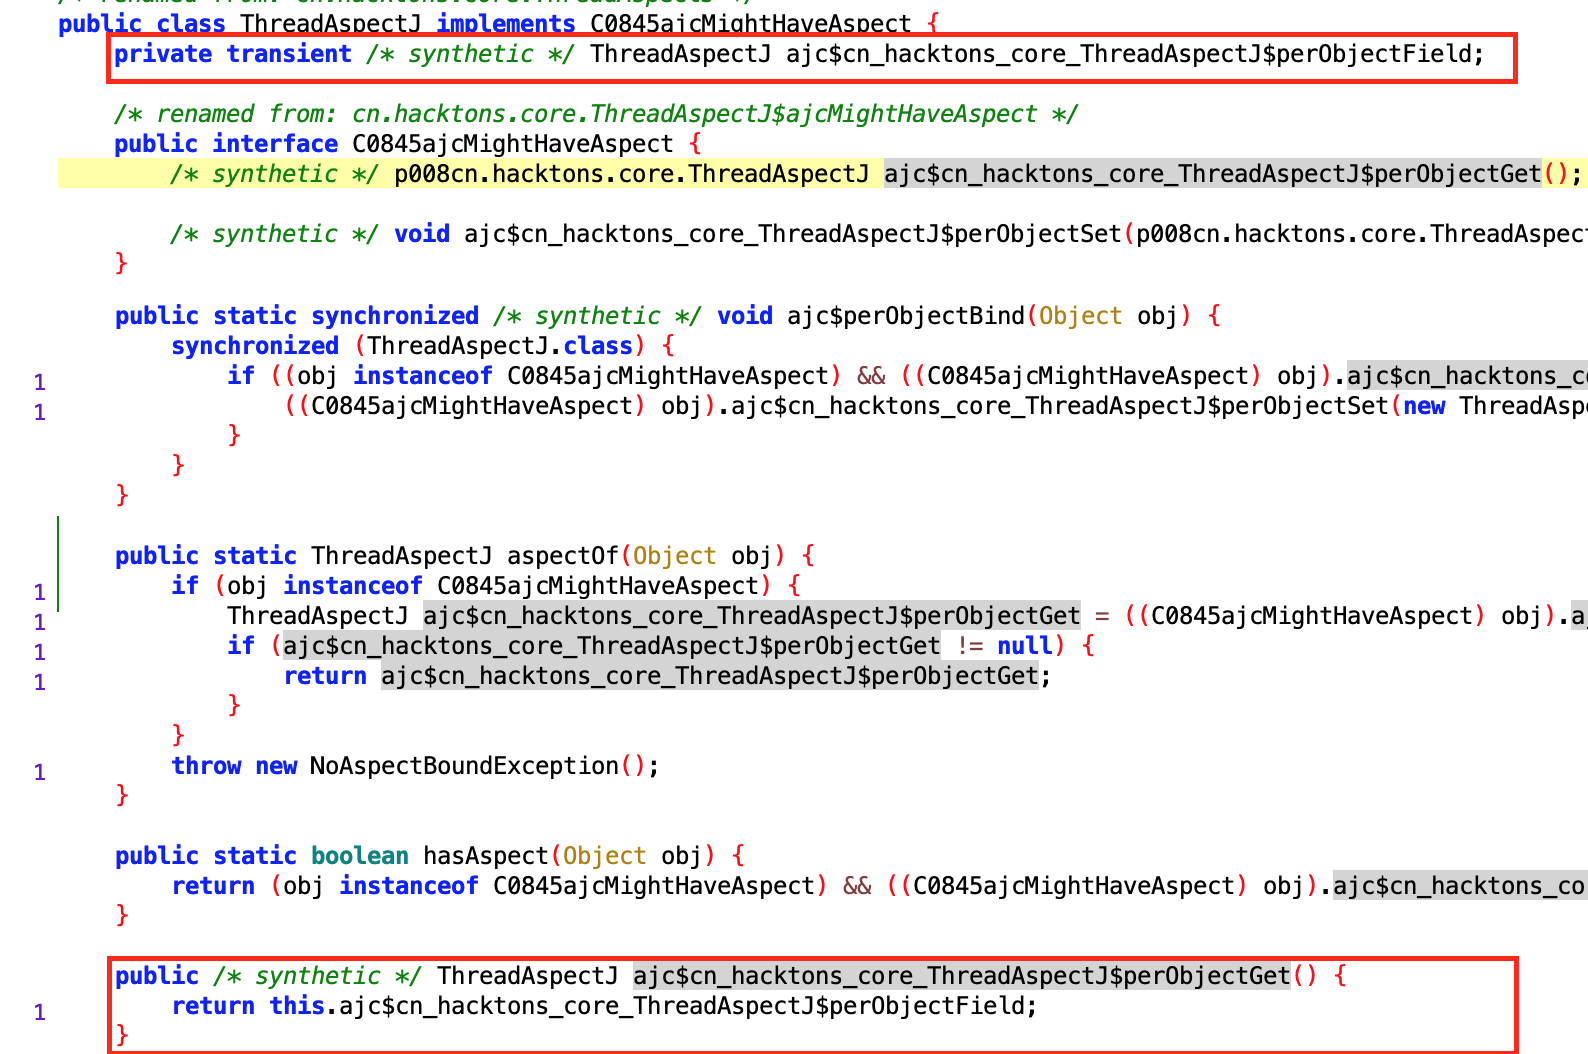 public class ThreadAspectJ implements C0845ajcMightHaveAspect {
private transient /* synthetic */ ThreadAspectJ ajc$cn_hacktons_core_ThreadAspectJ$perObjectField;
/* renamed from: cn.hacktons.core.ThreadAspectJ$ajcMightHaveAspect */
public interface C0845ajcMightHaveAspect {
/* synthetic */ p008cn.hacktons.core.ThreadAspectJ ajc$cn_hacktons_core_ThreadAspectJ$perObjectGet();
/* synthetic */ void ajc$cn_hacktons_core_ThreadAspectJ$perObjectSet(p008cn.hacktons.core.ThreadAspec
}
public static synchronized /* synthetic */ void ajc$perObjectBind(Object obj) {
synchronized (ThreadAspectJ.class) {
1 if ((obj instanceof C0845ajcMightHaveAspect) && ((C0845ajcMightHaveAspect) obj).ajc$cn_hacktons_c
1 ((C0845ajcMightHaveAspect) obj).ajc$cn_hacktons_core_ThreadAspectJ$perObjectSet(new ThreadAsp
}
}
}
public static ThreadAspectJ aspectOf(Object obj) {
1 if (obj instanceof C0845ajcMightHaveAspect) {
1 ThreadAspectJ ajc$cn_hacktons_core_ThreadAspectJ$perObjectGet = ((C0845ajcMightHaveAspect) obj).a
1 if (ajc$cn_hacktons_core_ThreadAspectJ$perObjectGet != null) {
1 return ajc$cn_hacktons_core_ThreadAspectJ$perObjectGet;
}
}
1 throw new NoAspectBoundException();
}
public static boolean hasAspect(Object obj) {
return (obj instanceof C0845ajcMightHaveAspect) && ((C0845ajcMightHaveAspect) obj).ajc$cn_hacktons_co
}
public /* synthetic */ ThreadAspectJ ajc$cn_hacktons_core_ThreadAspectJ$perObjectGet() {
1 return this.ajc$cn_hacktons_core_ThreadAspectJ$perObjectField;
}